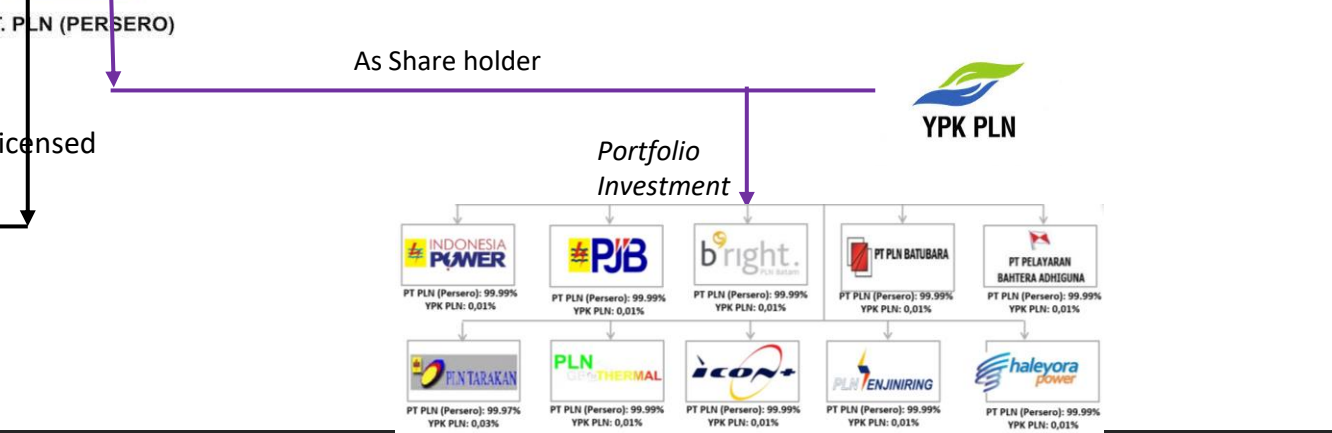 . PLN (PERSERO)
As Share holder
YPK PLN
icensed
Portfolio
Investment
INDONESIA
POWER
PJB
b'right.
PLN Batam
PT PLN BATUBARA
PT PELAYARAN
BAHTERA ADHIGUNA
PT PLN (Persero): 99.99%
YPK PLN: 0,01%
PT PLN (Persero): 99.99%
YPK PLN: 0,01%
PT PLN (Persero): 99.99%
YPK PLN: 0,01%
PT PLN (Persero): 99.99%
YPK PLN: 0,01%
PT PLN (Persero): 99.99%
YPK PLN: 0,01%
PLN TARAKAN
PLN
GEOTHERMAL
icon+
PLN ENJINIRING
haleyora
power
PT PLN (Persero): 99.97%
YPK PLN: 0,03%
PT PLN (Persero): 99.99%
YPK PLN: 0,01%
PT PLN (Persero): 99.99%
YPK PLN: 0,01%
PT PLN (Persero): 99.99%
YPK PLN: 0,01%
PT PLN (Persero): 99.99%
YPK PLN: 0,01%